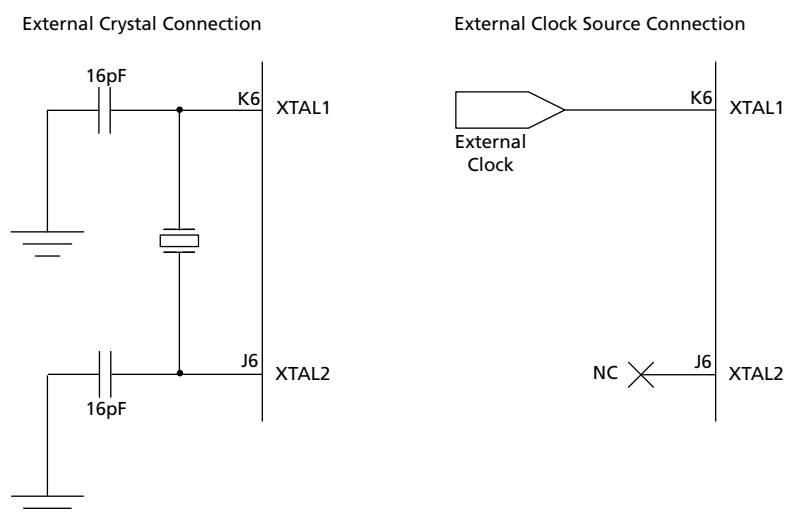 External Crystal Connection
16pF
K6
XTAL1
J6
XTAL2
16pF
External Clock Source Connection
K6
XTAL1
External
Clock
J6
NC
XTAL2